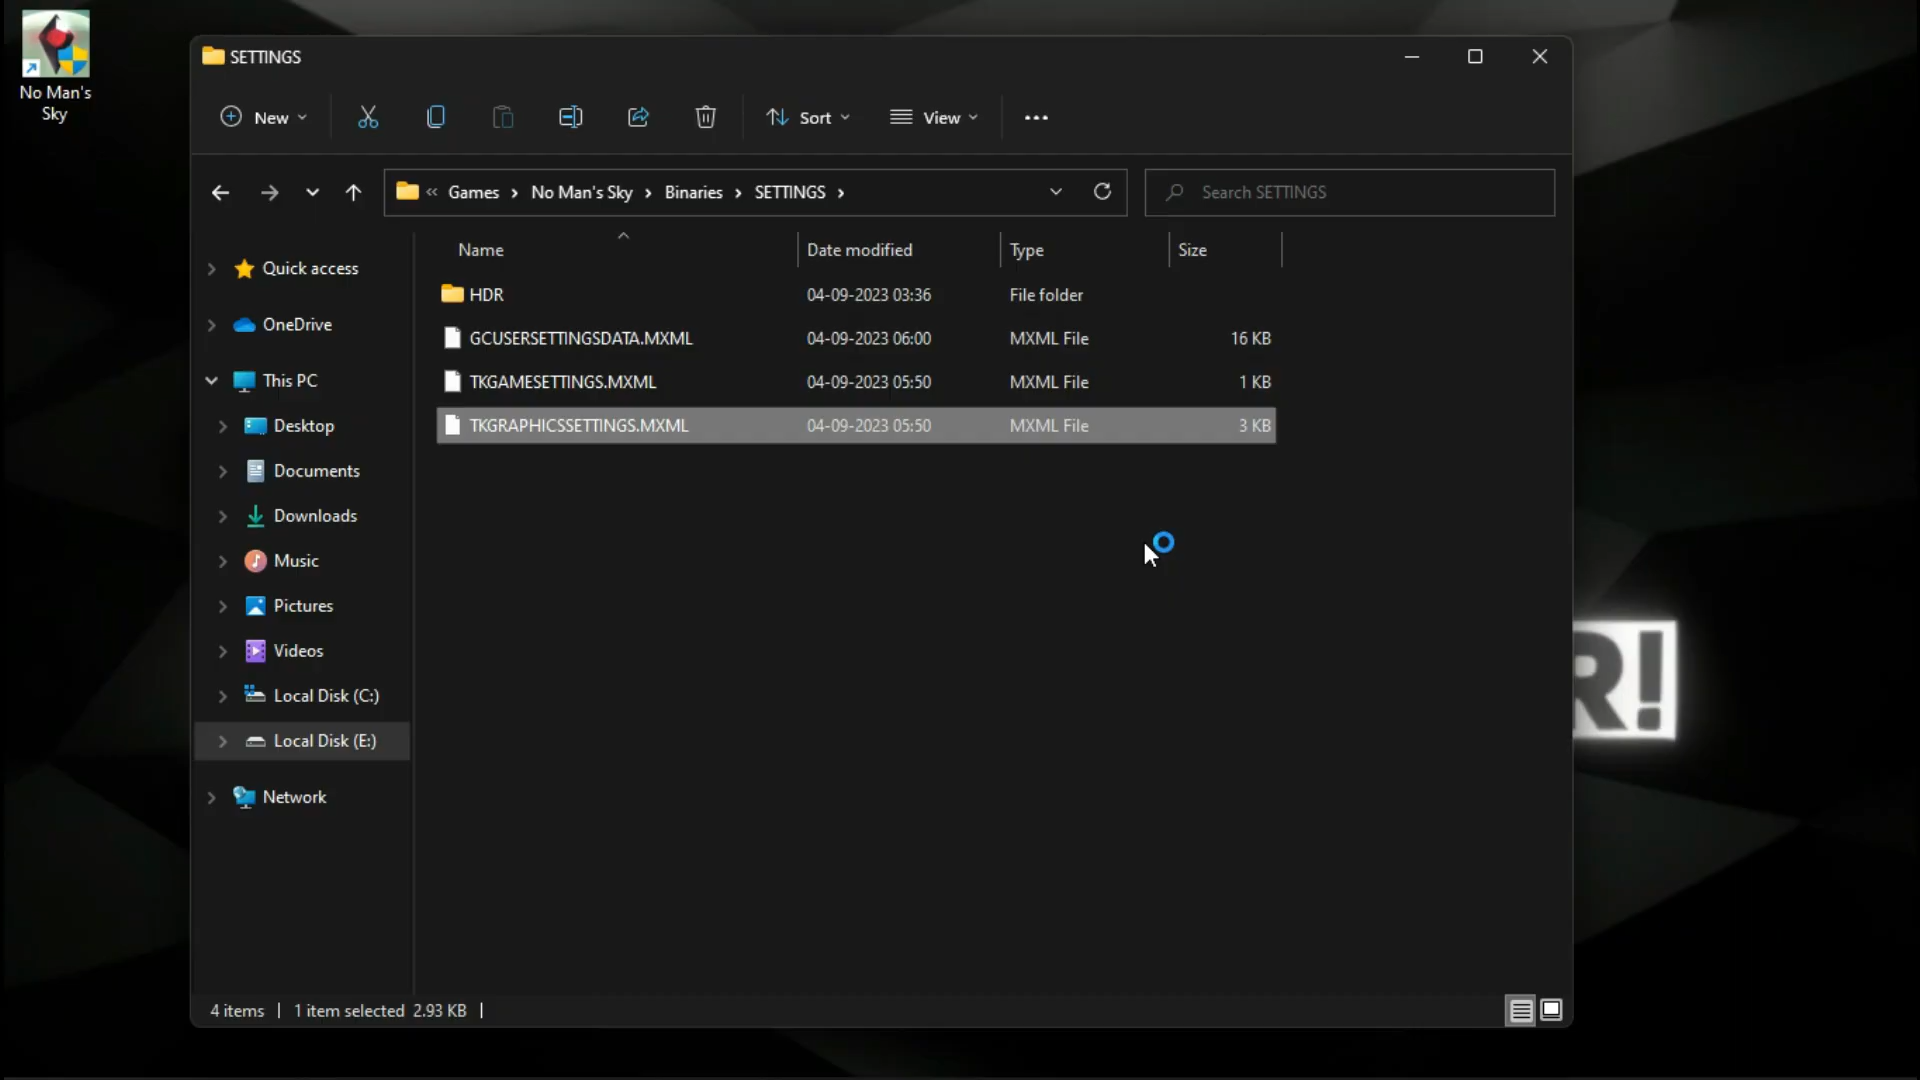 No Man's
Sky
SETTINGS
New
Sort
View
« Games > No Man's Sky > Binaries > SETTINGS >
Search SETTINGS
Name Date modified Type Size
HDR 04-09-2023 03:36 File folder
GCUSERSETTINGSDATA.MXML 04-09-2023 06:00 MXML File 16 KB
TKGAMESETTINGS.MXML 04-09-2023 05:50 MXML File 1 KB
TKGRAPHICSSETTINGS.MXML 04-09-2023 05:50 MXML File 3 KB
Quick access
OneDrive
This PC
Desktop
Documents
Downloads
Music
Pictures
Videos
Local Disk (C:)
Local Disk (E:)
Network
R!
4 items | 1 item selected 2.93 KB |